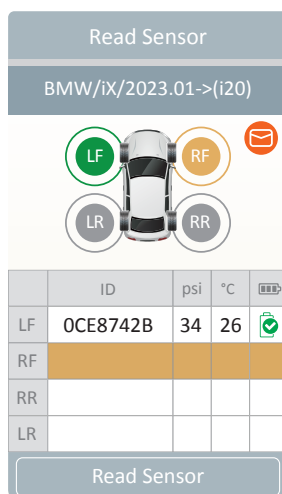 Read Sensor
BMW/iX/2023.01->(i20)
LF RF
LR RR
ID psi °C
LF 0CE8742B 34 26
RF
RR
LR
Read Sensor